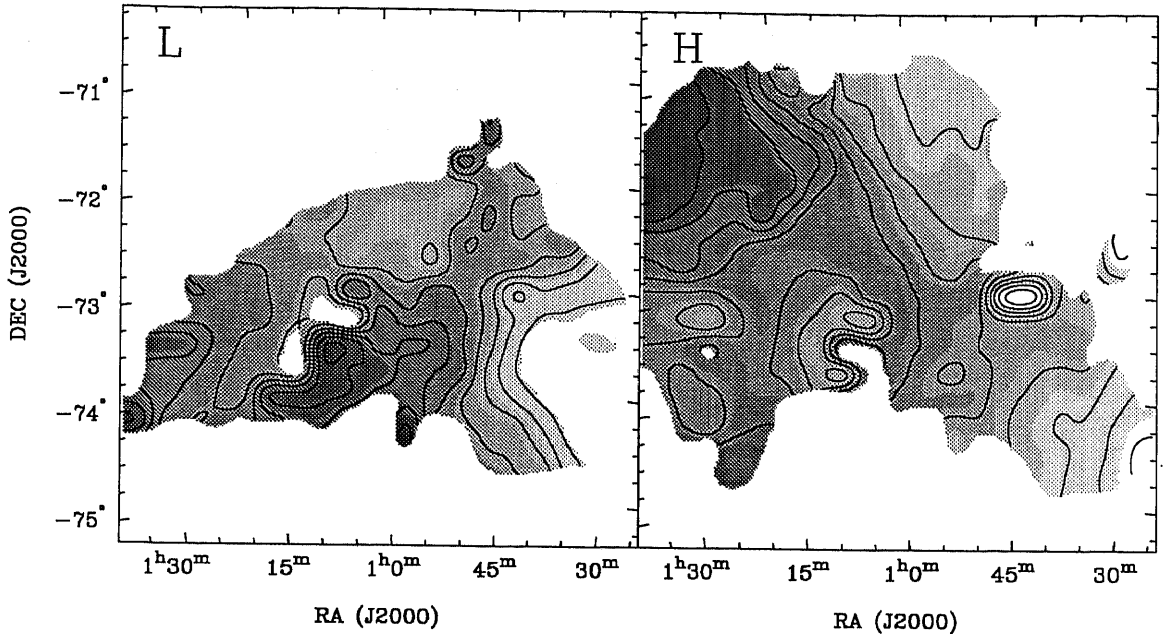 L
H
−71°
−72°
−73°
−74°
−75°
DEC (J2000)
1ʰ30ᵐ 15ᵐ 1ʰ0ᵐ 45ᵐ 30ᵐ
15ᵐ 1ʰ0ᵐ 45ᵐ 30ᵐ
1ʰ30ᵐ
RA (J2000)
RA (J2000)